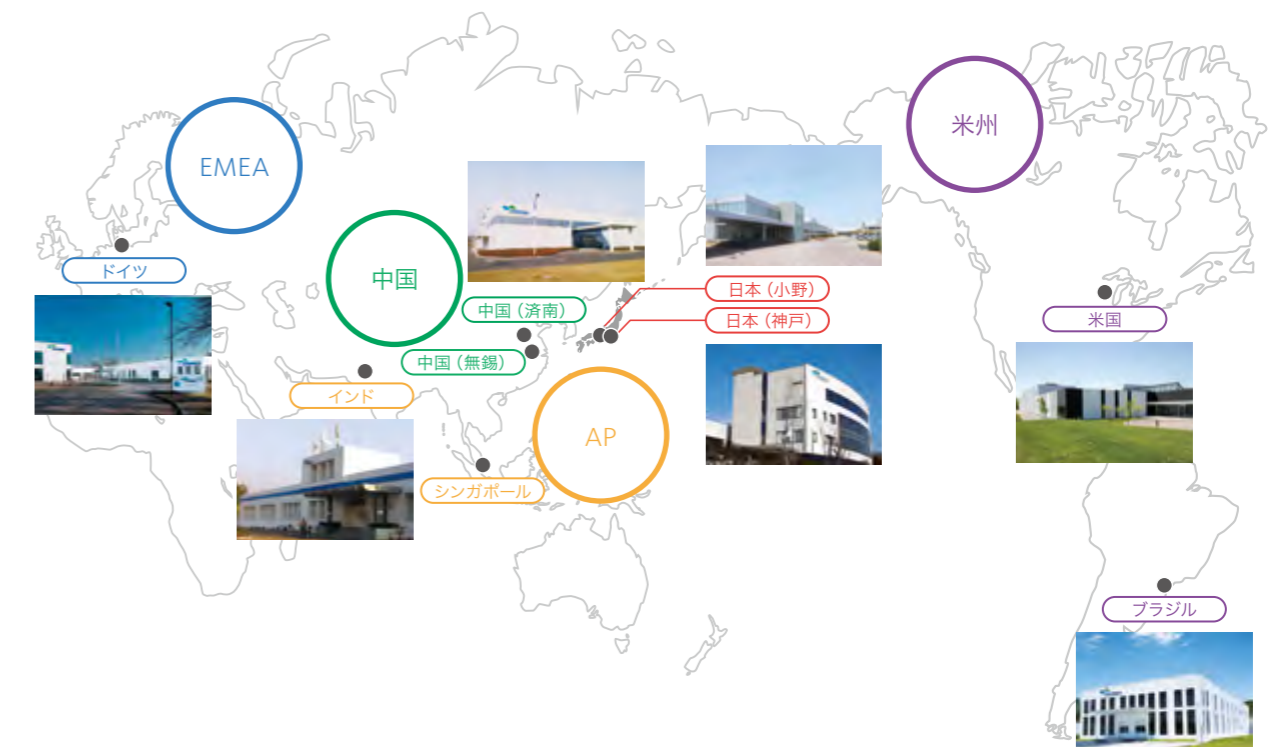 EMEA
米州
中国
ドイツ
中国（済南）
中国（無錫）
日本（小野）
日本（神戸）
米国
インド
AP
シンガポール
ブラジル